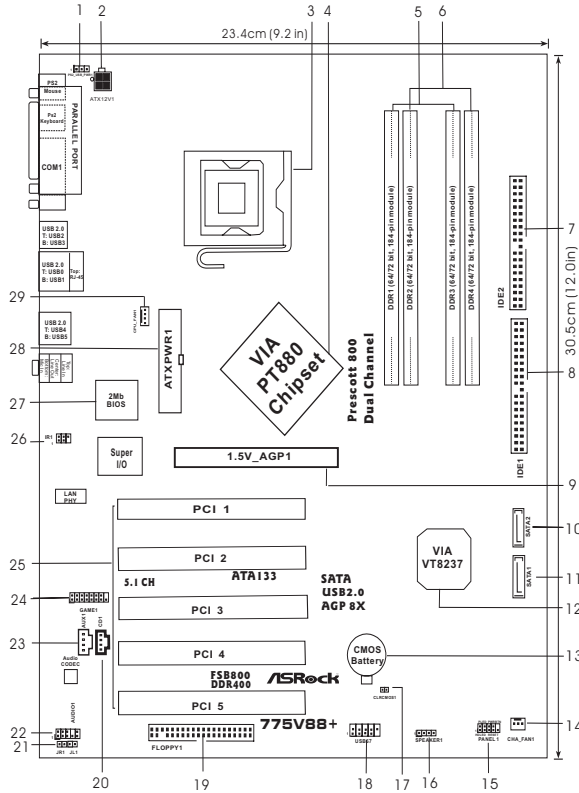 1 2 3 4 5 6
23.4cm (9.2 in)
30.5cm (12.0in)
PS2_USB_PWR1
ATX12V1
PS2
Mouse
Ps2
Keyboard
PARALLEL PORT
COM1
USB 2.0
T: USB2
B: USB3
USB 2.0
T: USB0
B: USB1
Top:
RJ-45
USB 2.0
T: USB4
B: USB5
DDR1 (64/72 bit, 184-pin module)
DDR2 (64/72 bit, 184-pin module)
DDR3 (64/72 bit, 184-pin module)
DDR4 (64/72 bit, 184-pin module)
IDE2
7
IDE1
8
29
CPU_FAN1
28
ATXPWR1
VIA
PT880
Chipset
Prescott 800
Dual Channel
27
2Mb
BIOS
26
IR1
Super
I/O
1.5V_AGP1
9
LAN
PHY
PCI 1
SATA2
10
VIA
VT8237
25
PCI 2
5.1 CH
ATA133
SATA
USB2.0
AGP 8X
SATA1
11
12
24
GAME1
PCI 3
23
AUX1
CD1
Audio
CODEC
PCI 4
CMOS
Battery
13
FSB800
DDR400
ASRock
CLRCMOS1
AUDIO1
PCI 5
775V88+
22
21
JR1 JL1
FLOPPY1
USB67
SPEAKER1
PANEL1
CHA_FAN1
14
20
19
18
17
16
15